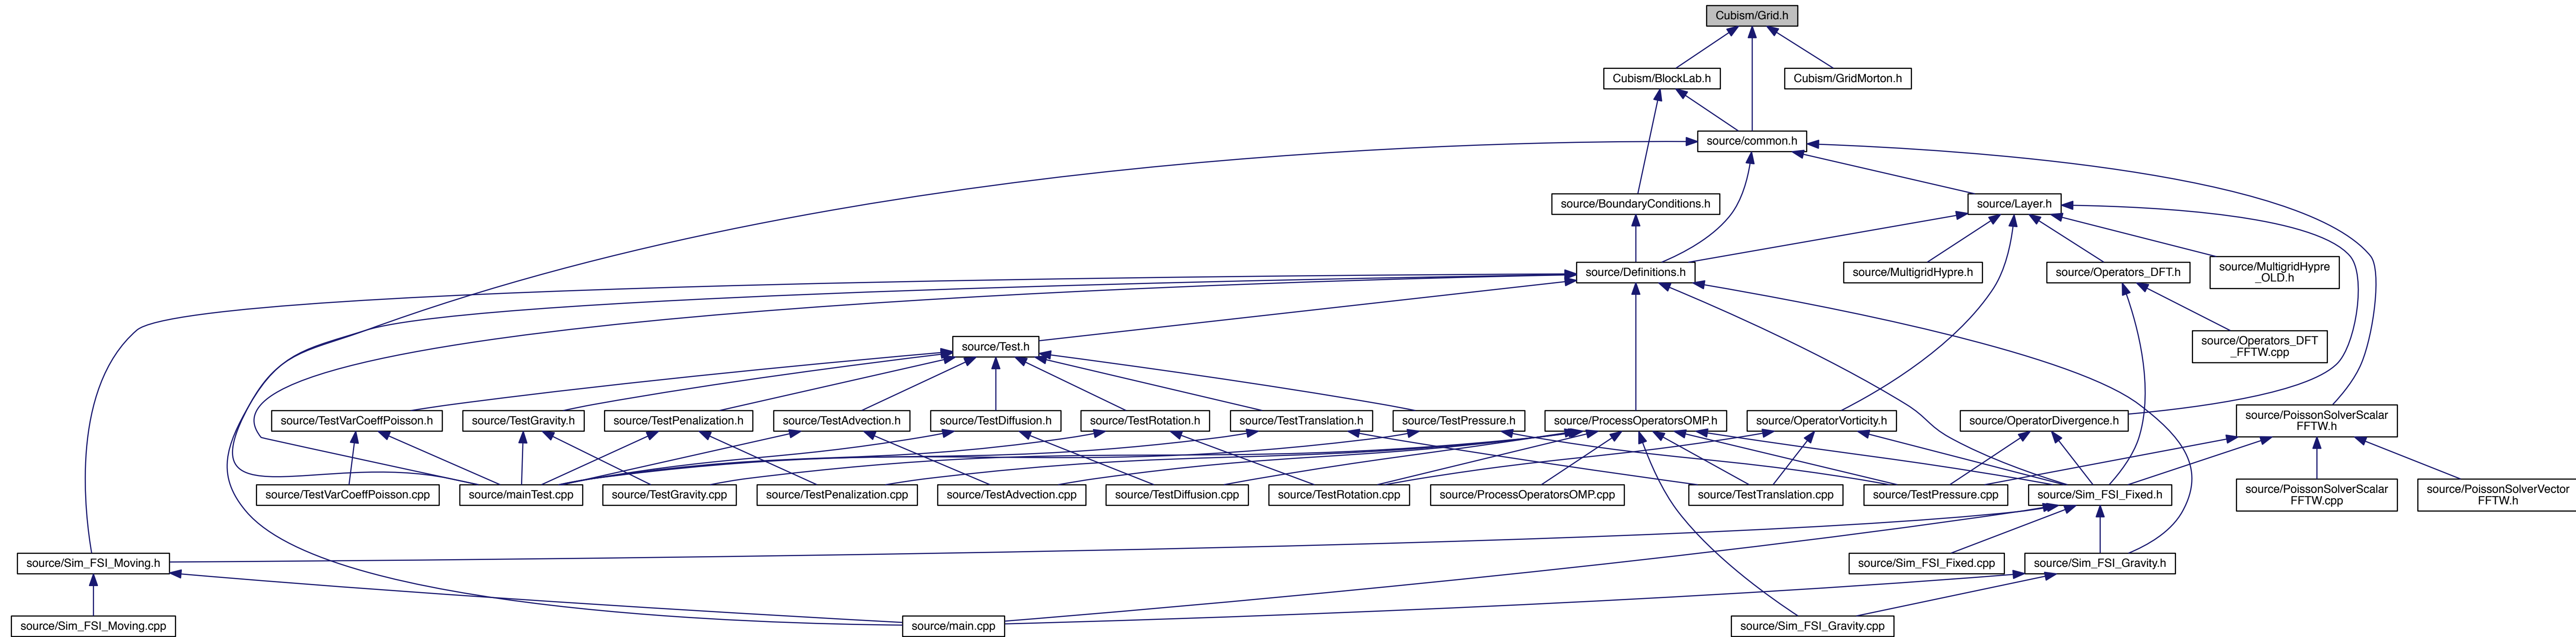 Cubism/Grid.h
Cubism/BlockLab.h
Cubism/GridMorton.h
source/common.h
source/BoundaryConditions.h
source/Layer.h
source/Definitions.h
source/MultigridHypre.h
source/Operators_DFT.h
source/MultigridHypre
_OLD.h
source/Test.h
source/Operators_DFT
_FFTW.cpp
source/TestVarCoeffPoisson.h
source/TestGravity.h
source/TestPenalization.h
source/TestAdvection.h
source/TestDiffusion.h
source/TestRotation.h
source/TestTranslation.h
source/TestPressure.h
source/ProcessOperatorsOMP.h
source/OperatorVorticity.h
source/OperatorDivergence.h
source/PoissonSolverScalar
FFTW.h
source/TestVarCoeffPoisson.cpp
source/mainTest.cpp
source/TestGravity.cpp
source/TestPenalization.cpp
source/TestAdvection.cpp
source/TestDiffusion.cpp
source/TestRotation.cpp
source/ProcessOperatorsOMP.cpp
source/TestTranslation.cpp
source/TestPressure.cpp
source/Sim_FSI_Fixed.h
source/PoissonSolverScalar
FFTW.cpp
source/PoissonSolverVector
FFTW.h
source/Sim_FSI_Moving.h
source/Sim_FSI_Fixed.cpp
source/Sim_FSI_Gravity.h
source/Sim_FSI_Moving.cpp
source/main.cpp
source/Sim_FSI_Gravity.cpp